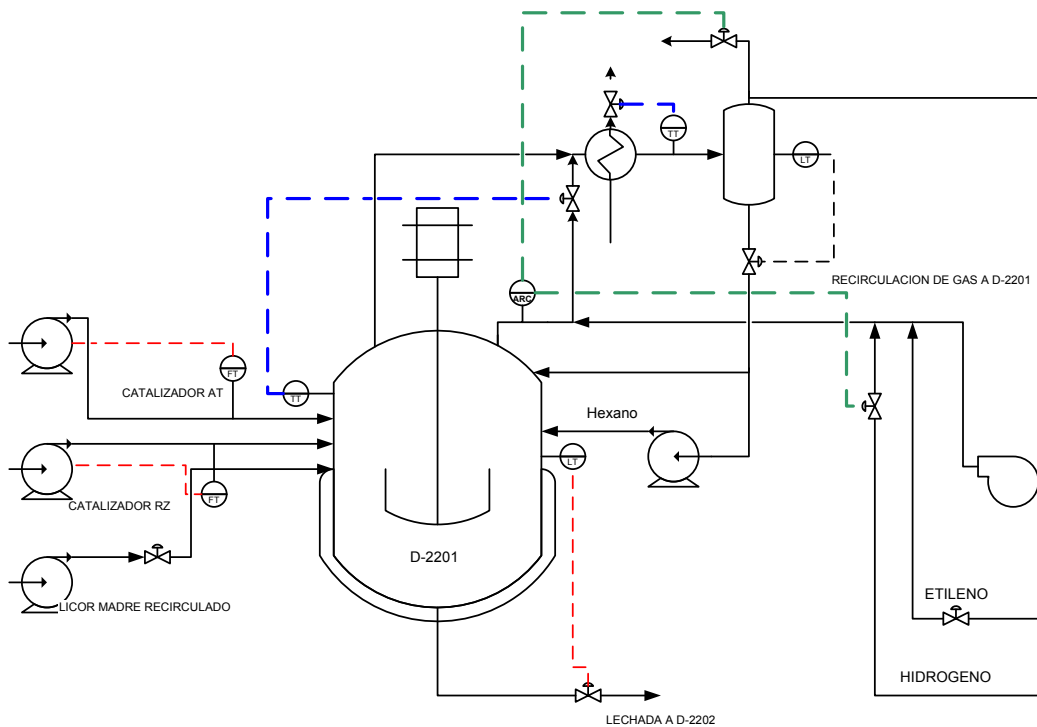 TT
LT
RECIRCULACION DE GAS A D-2201
ARC
FT
CATALIZADOR AT
TT
Hexano
LT
CATALIZADOR RZ
FT
D-2201
LICOR MADRE RECIRCULADO
ETILENO
HIDROGENO
LECHADA A D-2202